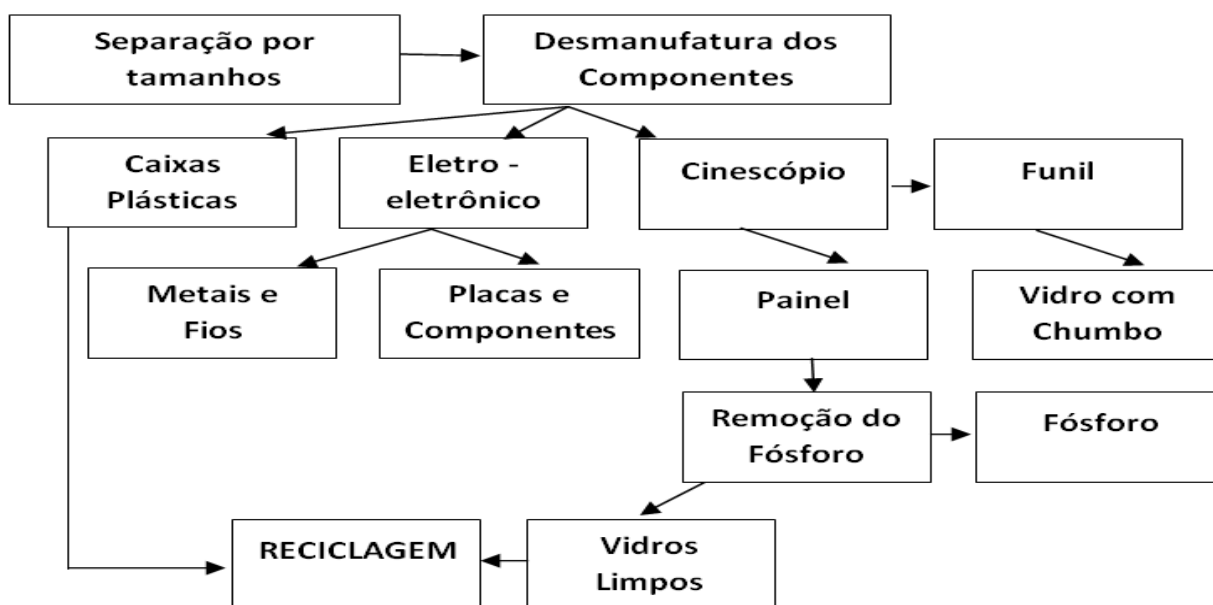 Separação por
tamanhos
Desmanufatura dos
Componentes
Caixas
Plásticas
Eletro -
eletrônico
Cinescópio
Funil
Metais e
Fios
Placas e
Componentes
Painel
Vidro com
Chumbo
Remoção do
Fósforo
Fósforo
RECICLAGEM
Vidros
Limpos